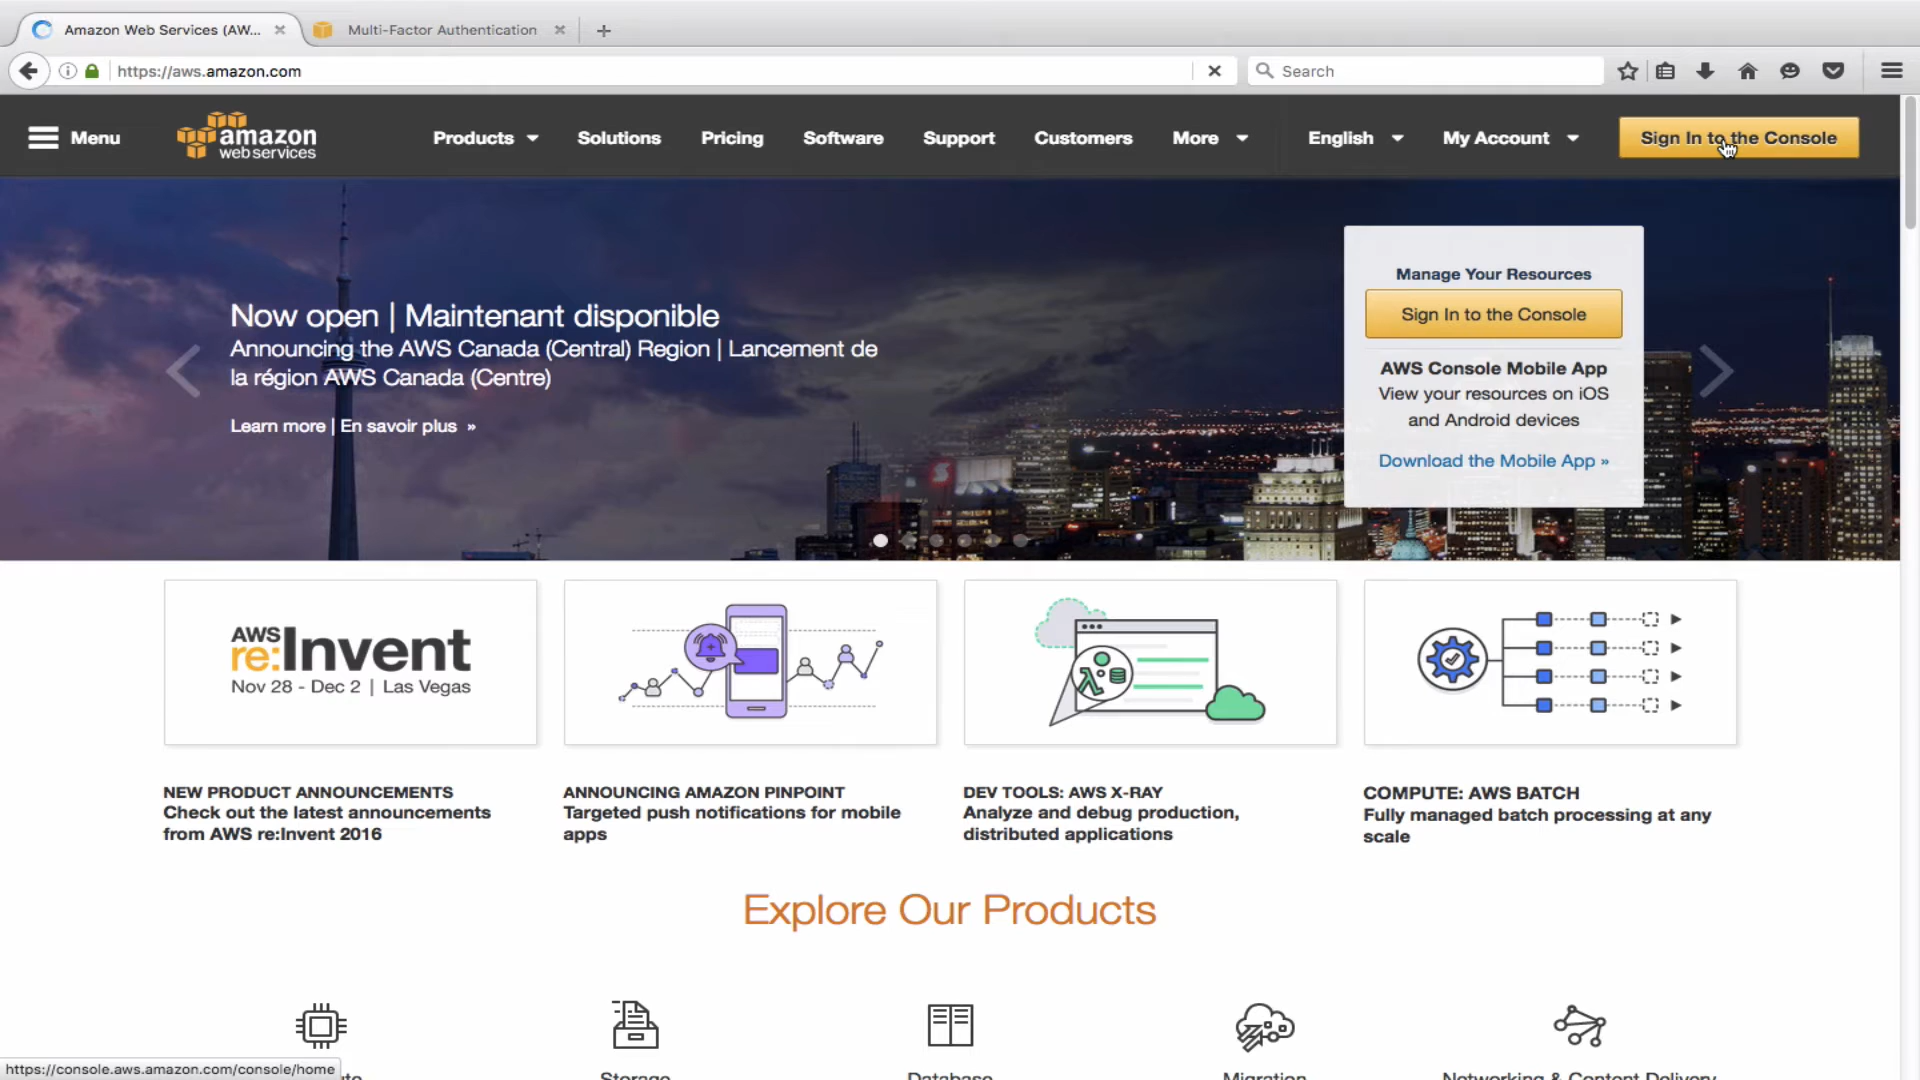 Amazon Web Services (AW...
Multi-Factor Authentication
https://aws.amazon.com
Search
Menu
amazon
web services
Products
Solutions
Pricing
Software
Support
Customers
More
English
My Account
Sign In to the Console
Now open | Maintenant disponible
Announcing the AWS Canada (Central) Region | Lancement de
la région AWS Canada (Centre)
Learn more | En savoir plus »
Manage Your Resources
Sign In to the Console
AWS Console Mobile App
View your resources on iOS
and Android devices
Download the Mobile App »
AWS
re:Invent
Nov 28 - Dec 2 | Las Vegas
NEW PRODUCT ANNOUNCEMENTS
Check out the latest announcements
from AWS re:Invent 2016
ANNOUNCING AMAZON PINPOINT
Targeted push notifications for mobile
apps
DEV TOOLS: AWS X-RAY
Analyze and debug production,
distributed applications
COMPUTE: AWS BATCH
Fully managed batch processing at any
scale
Explore Our Products
Storage
Database
Migration
Networking & Content Delivery
https://console.aws.amazon.com/console/home